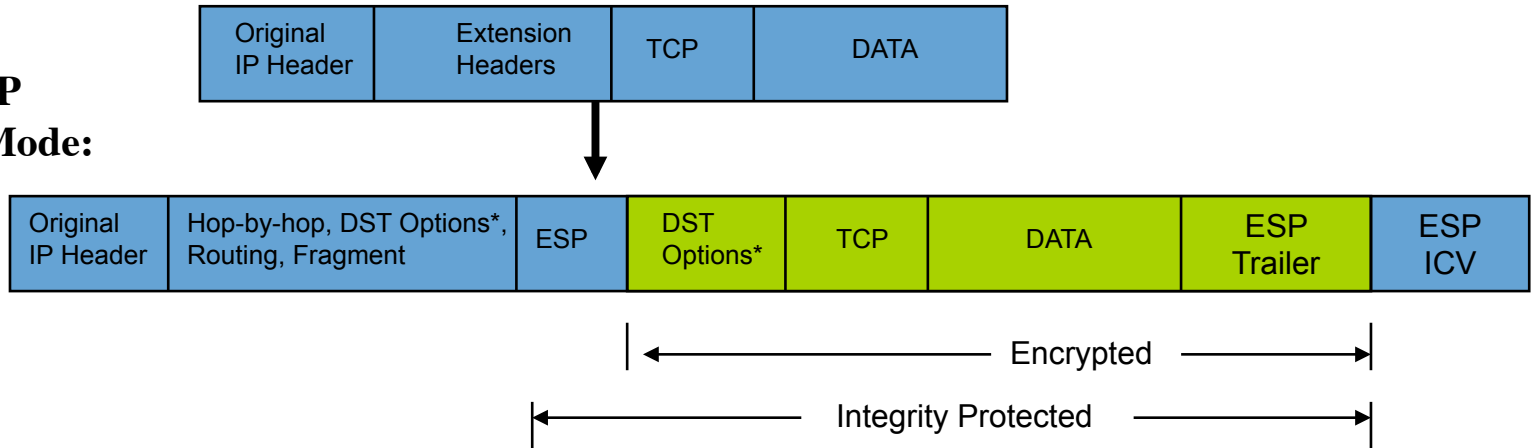 Original
IP Header
Extension
Headers
TCP
DATA
P
Mode:
Original
IP Header
Hop-by-hop, DST Options*,
Routing, Fragment
ESP
DST
Options*
TCP
DATA
ESP
Trailer
ESP
ICV
Encrypted
Integrity Protected